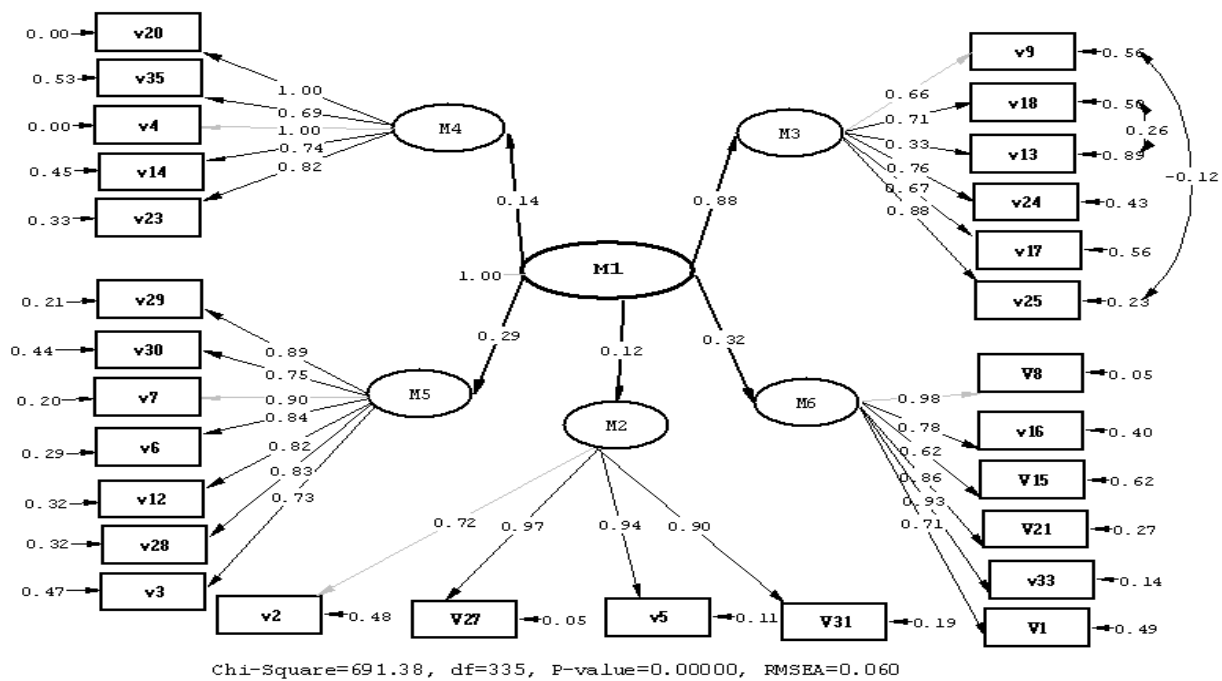 0.00 v20
0.53 v35
0.00 v4
0.45 v14
0.33 v23
1.00
0.69
1.00
0.74
0.82
M4
0.14
M3
0.88
0.66
0.71
0.33
0.76
0.67
0.88
v9 0.56
v18 0.50
v13 0.89
v24 0.43
v17 0.56
v25 0.23
0.26
-0.12
1.00 M1
0.29
0.12
0.32
0.21 v29
0.44 v30
0.20 v7
0.29 v6
0.32 v12
0.32 v28
0.47 v3
0.89
0.75
0.90
0.84
0.82
0.83
0.73
M5
M2
0.72
0.97
0.94
0.90
v2 0.48
V27 0.05
v5 0.11
V31 0.19
M6
0.98
0.78
0.62
0.86
0.93
0.71
V8 0.05
v16 0.40
V15 0.62
V21 0.27
v33 0.14
V1 0.49
Chi-Square=691.38, df=335, P-value=0.00000, RMSEA=0.060